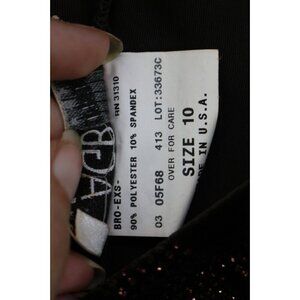 RN 31310
BRO-EXS-
90% POLYESTER 10% SPANDEX
03 05F68 413 LOT:33673C
OVER FOR CARE
SIZE 10
IN U.S.A.